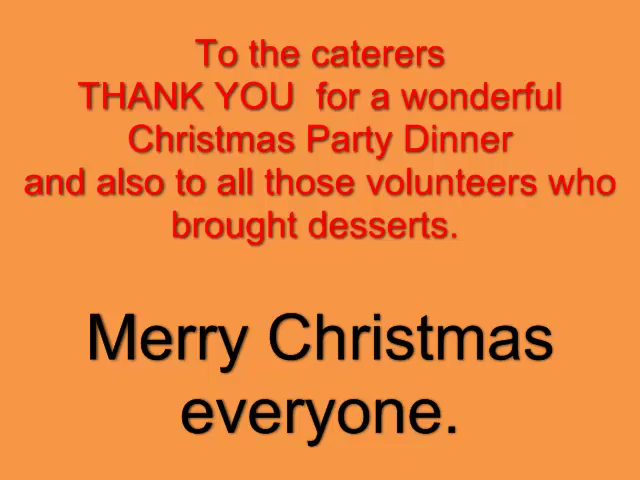 To the caterers
THANK YOU  for a wonderful
Christmas Party Dinner
and also to all those volunteers who
brought desserts.
Merry Christmas
everyone.